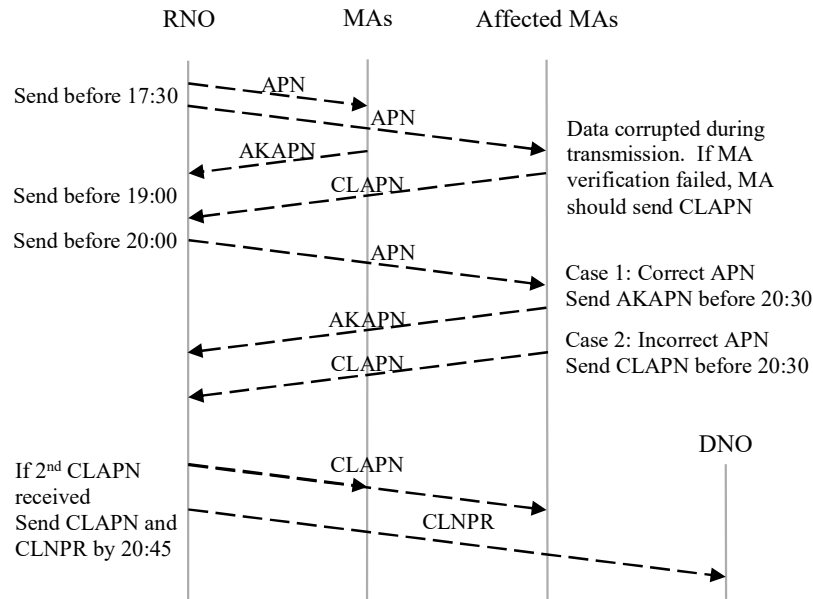 RNO
MAs
Affected MAs
APN
Send before 17:30
APN
Data corrupted during
transmission.  If MA
verification failed, MA
should send CLAPN
AKAPN
CLAPN
Send before 19:00
Send before 20:00
APN
Case 1: Correct APN
Send AKAPN before 20:30
AKAPN
Case 2: Incorrect APN
Send CLAPN before 20:30
CLAPN
DNO
If 2nd CLAPN
received
Send CLAPN and
CLNPR by 20:45
CLAPN
CLNPR